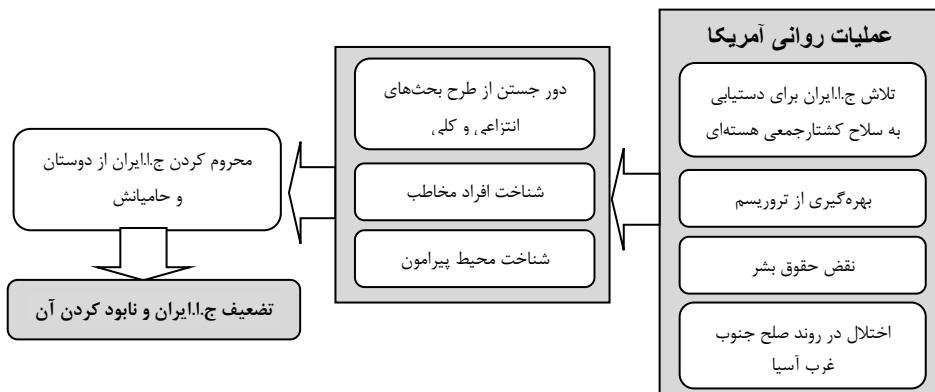 عملیات روانی آمریکا
تلاش ج.ا.ایران برای دستیابی
به سلاح کشتارجمعی هسته‌ای
بهره‌گیری از تروریسم
نقض حقوق بشر
اختلال در روند صلح جنوب
غرب آسیا
دور جستن از طرح بحث‌های
انتزاعی و کلی
شناخت افراد مخاطب
شناخت محیط پیرامون
محروم کردن ج.ا.ایران از دوستان
و حامیانش
تضعیف ج.ا.ایران و نابود کردن آن